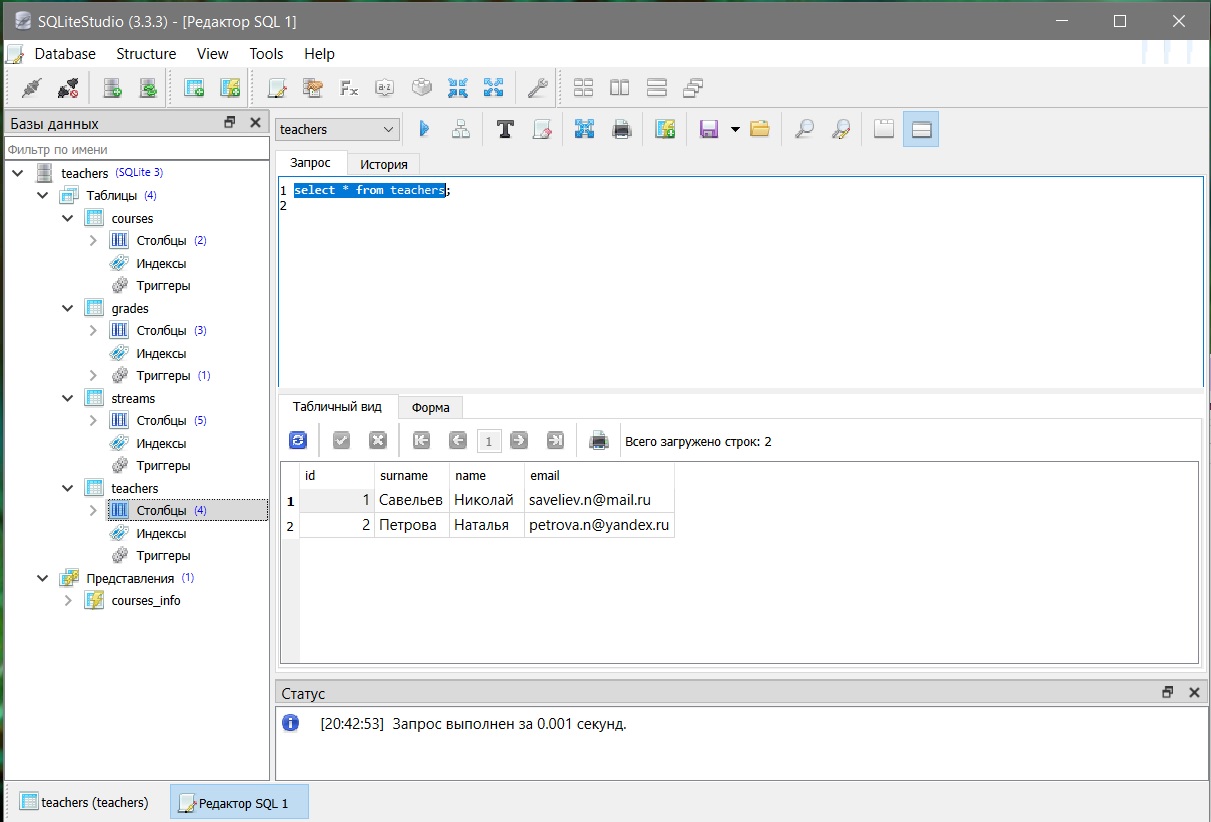 SQLiteStudio (3.3.3) - [Редактор SQL 1]
Database Structure View Tools Help
Базы данных
Фильтр по имени
teachers (SQLite 3)
Таблицы (4)
courses
Столбцы (2)
Индексы
Триггеры
grades
Столбцы (3)
Индексы
Триггеры (1)
streams
Столбцы (5)
Индексы
Триггеры
teachers
Столбцы (4)
Индексы
Триггеры
Представления (1)
courses_info
teachers
Запрос История
1 select * from teachers;
2
Табличный вид Форма
1 Всего загружено строк: 2
id surname name email
1 1 Савельев Николай saveliev.n@mail.ru
2 2 Петрова Наталья petrova.n@yandex.ru
Статус
[20:42:53] Запрос выполнен за 0.001 секунд.
teachers (teachers) Редактор SQL 1